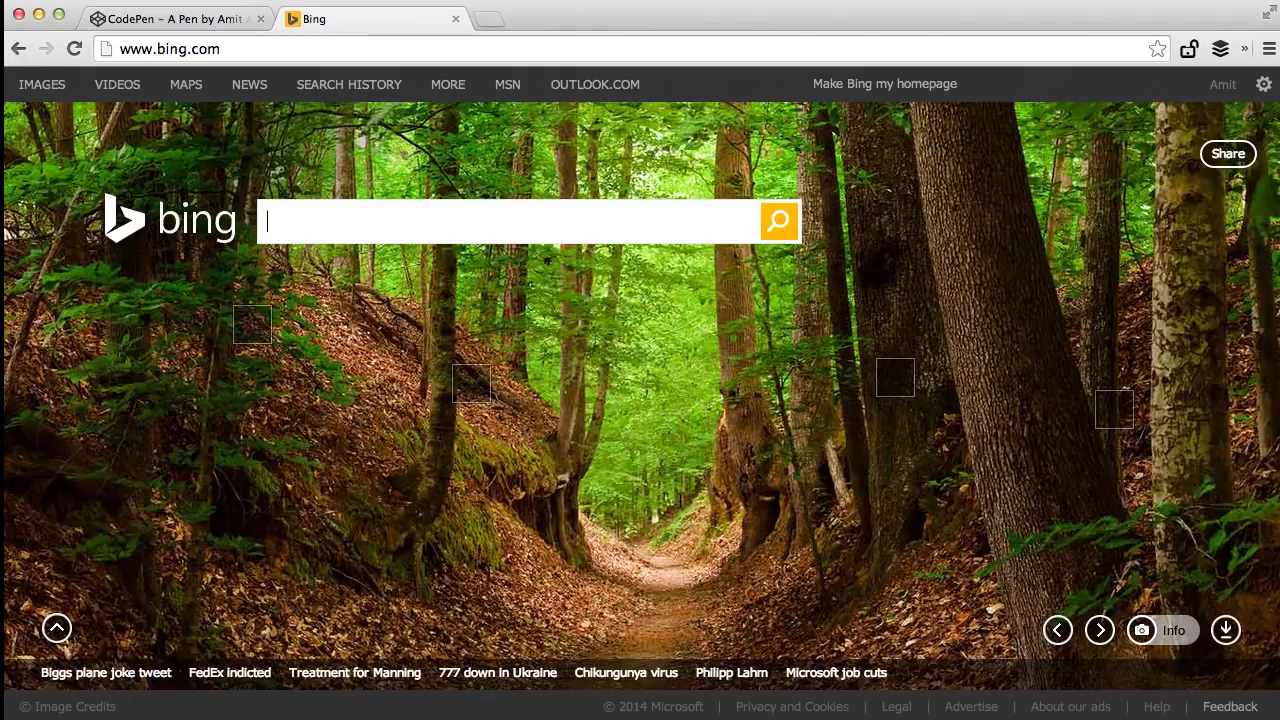 CodePen - A Pen by Amit
Bing
www.bing.com
IMAGES VIDEOS MAPS NEWS SEARCH HISTORY MORE MSN OUTLOOK.COM Make Bing my homepage Amit
Share
bing
Info
Biggs plane joke tweet FedEx indicted Treatment for Manning 777 down in Ukraine Chikungunya virus Philipp Lahm Microsoft job cuts
© Image Credits © 2014 Microsoft | Privacy and Cookies | Legal | Advertise | About our ads | Help | Feedback